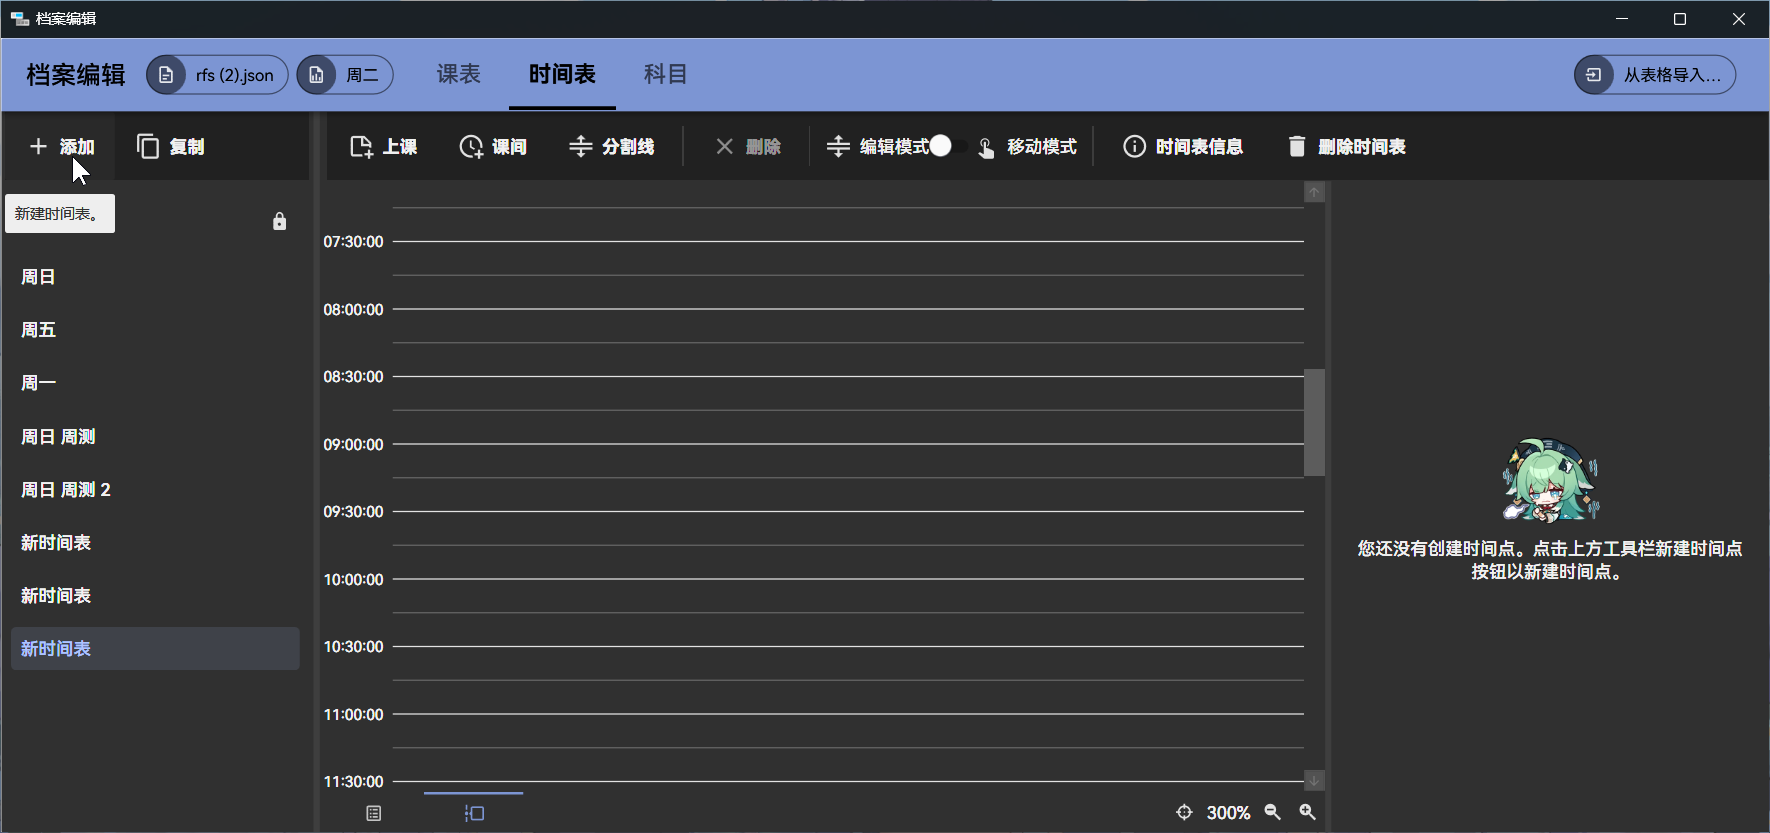 档案编辑
档案编辑
rfs (2).json
周二
课表
时间表
科目
从表格导入...
添加
复制
上课
课间
分割线
删除
编辑模式
移动模式
时间表信息
删除时间表
新建时间表。
周日
周五
周一
周日 周测
周日 周测 2
新时间表
新时间表
新时间表
07:30:00
08:00:00
08:30:00
09:00:00
09:30:00
10:00:00
10:30:00
11:00:00
11:30:00
您还没有创建时间点。点击上方工具栏新建时间点
按钮以新建时间点。
300%